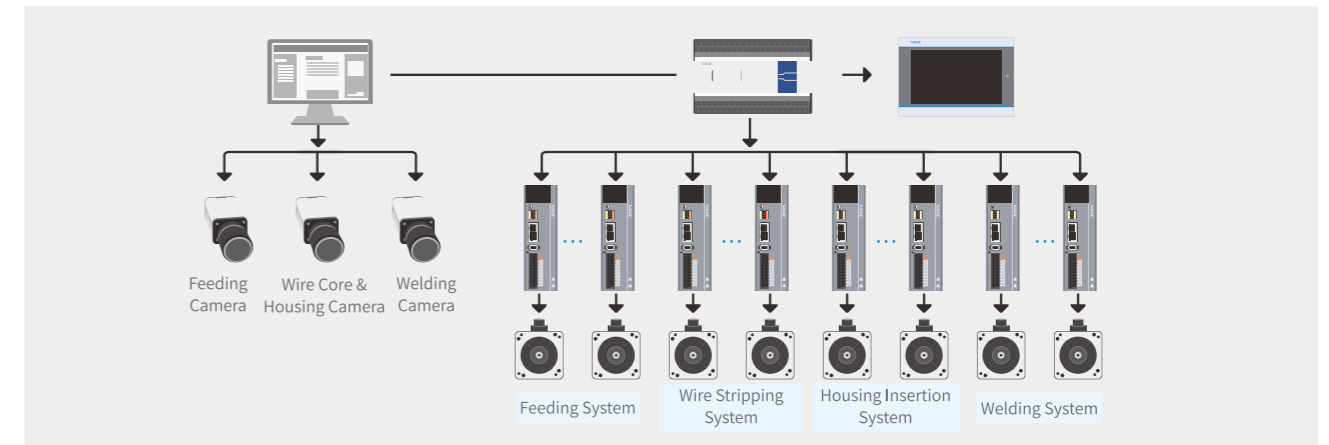 Feeding
Camera
Wire Core &
Housing Camera
Welding
Camera
Feeding System
Wire Stripping
System
Housing Insertion
System
Welding System